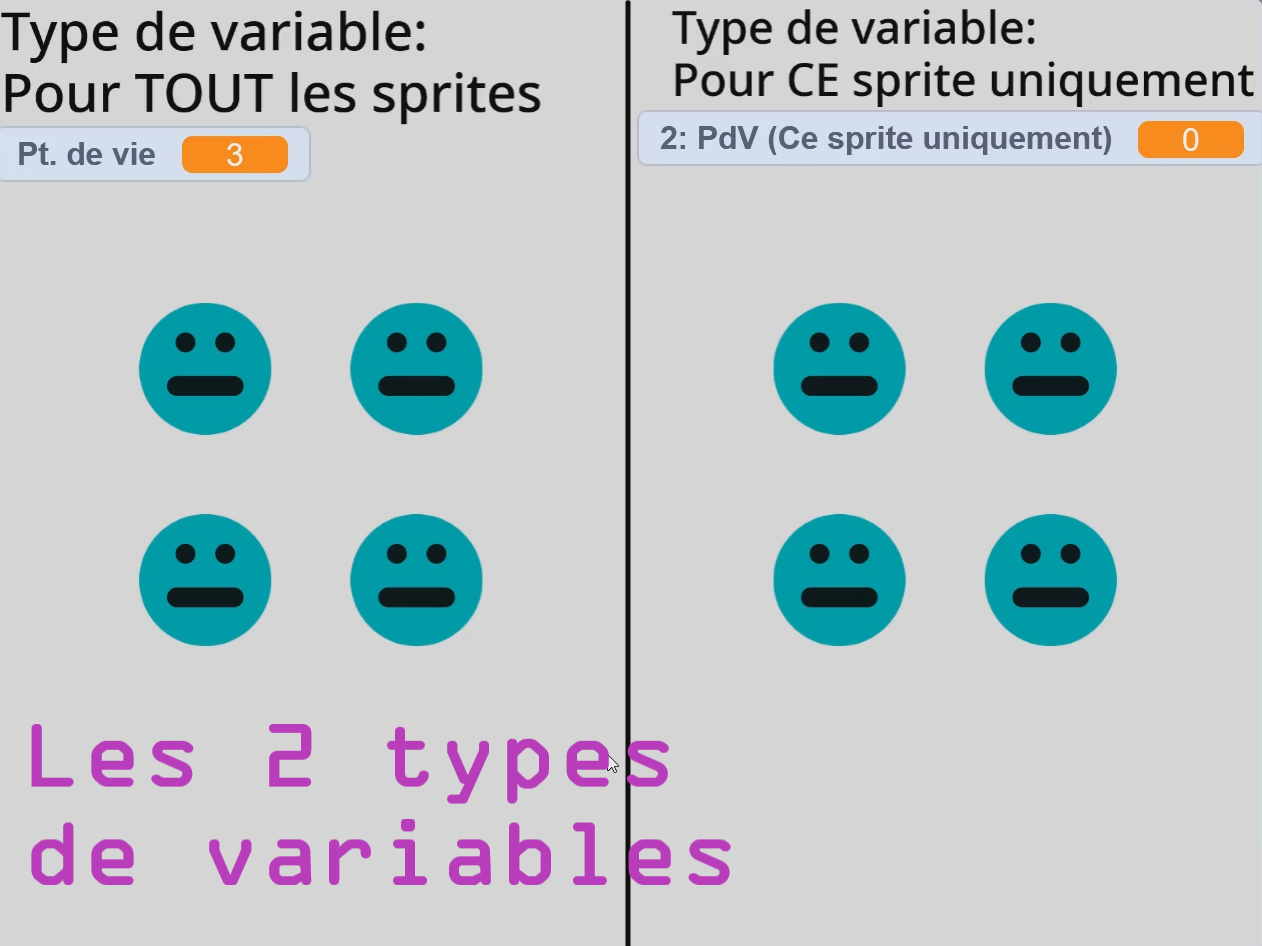 Type de variable:
Pour TOUT les sprites
Pt. de vie 3
Type de variable:
Pour CE sprite uniquement
2: PdV (Ce sprite uniquement) 0
Les 2 types
de variables